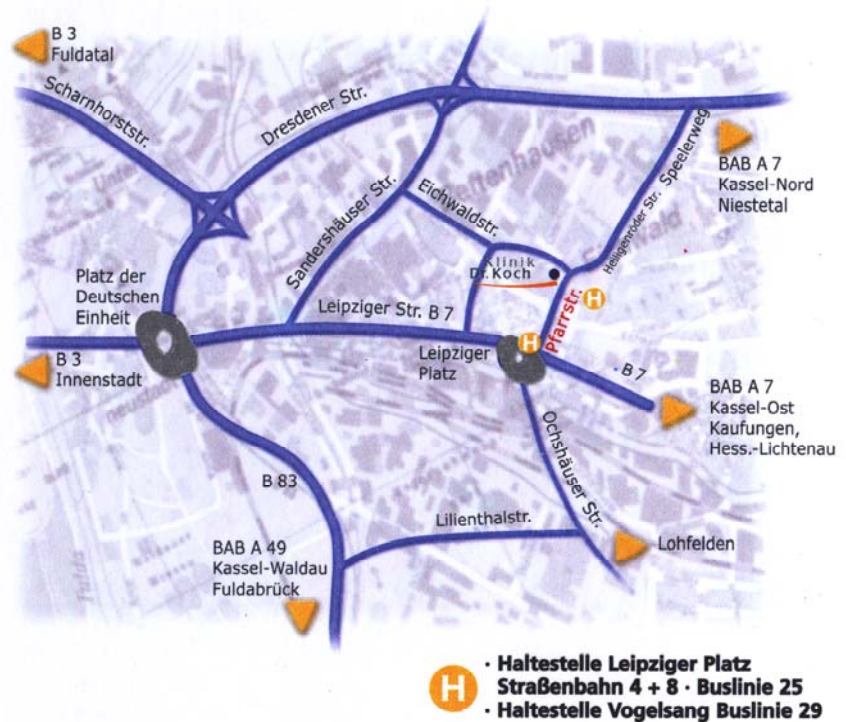 B 3
Fuldatal
Scharnhorststr.
Dresdener Str.
BAB A 7
Kassel-Nord
Niestetal
Speelerweg
Heiligenröder Str.
Eichwaldstr.
Sandershäuser Str.
Klinik
Dr. Koch
H
Pfarrstr.
Platz der
Deutschen
Einheit
Leipziger Str. B 7
H
Leipziger
Platz
B 7
B 3
Innenstadt
BAB A 7
Kassel-Ost
Kaufungen,
Hess.-Lichtenau
Ochshäuser Str.
B 83
Lilienthalstr.
Lohfelden
BAB A 49
Kassel-Waldau
Fuldabrück
H
· Haltestelle Leipziger Platz
Straßenbahn 4 + 8 · Buslinie 25
· Haltestelle Vogelsang Buslinie 29